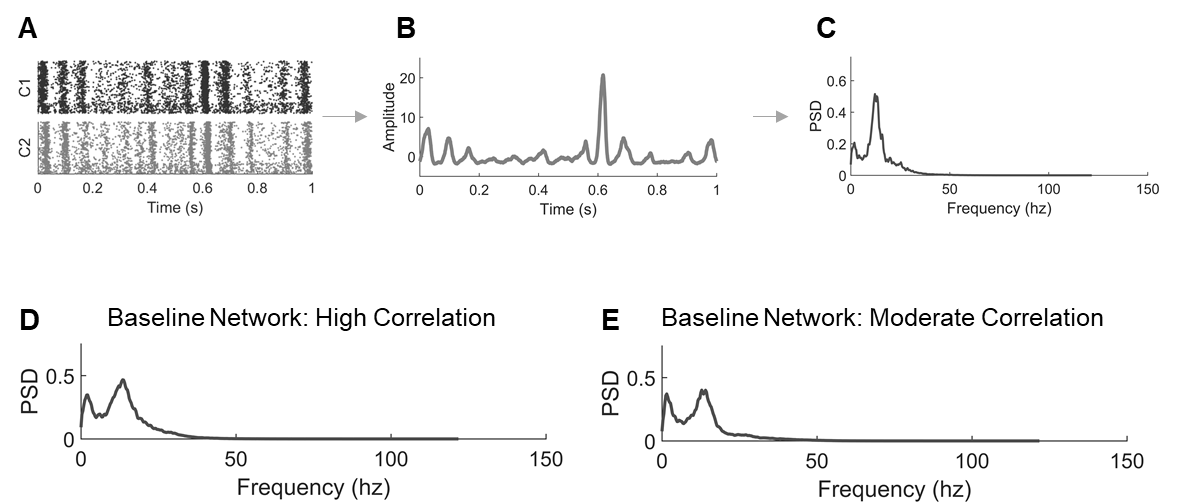 A
B
C
C1
C2
0
0.2
0.4
0.6
0.8
1
Time (s)
Amplitude
20
10
0
0
0.2
0.4
0.6
0.8
1
Time (s)
PSD
0.6
0.4
0.2
0
0
50
100
150
Frequency (hz)
D
Baseline Network: High Correlation
PSD
0.5
0
0
50
100
150
Frequency (hz)
E
Baseline Network: Moderate Correlation
PSD
0.5
0
0
50
100
150
Frequency (hz)